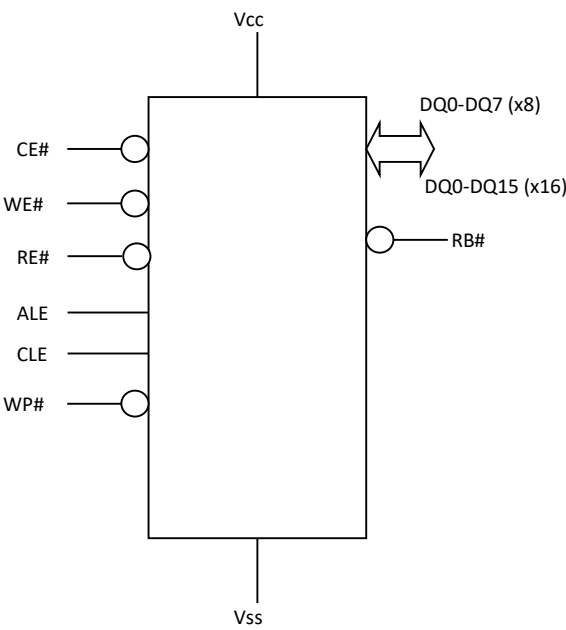 Vcc
DQ0-DQ7 (x8)
CE#
DQ0-DQ15 (x16)
WE#
RB#
RE#
ALE
CLE
WP#
Vss